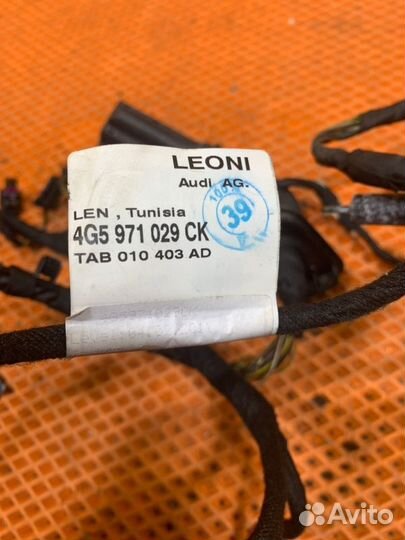 LEONI
Audi AG.
LEN , Tunisia
4G5 971 029 CK
TAB 010 403 AD
39
Avito